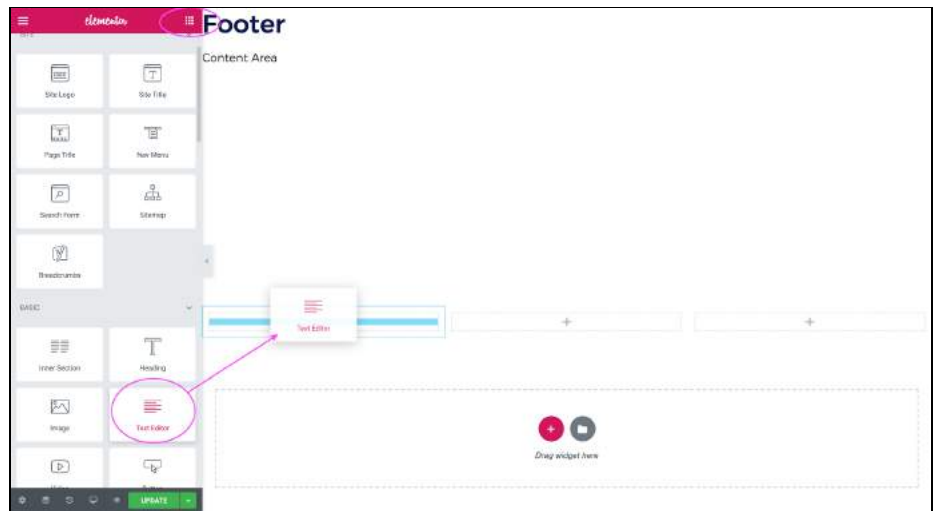 elementor
Footer
SITE
Content Area
Site Logo
Site Title
Page Title
Nav Menu
Search Form
Sitemap
Breadcrumbs
BASIC
Text Editor
Inner Section
Heading
Image
Text Editor
Drag widget here
UPDATE